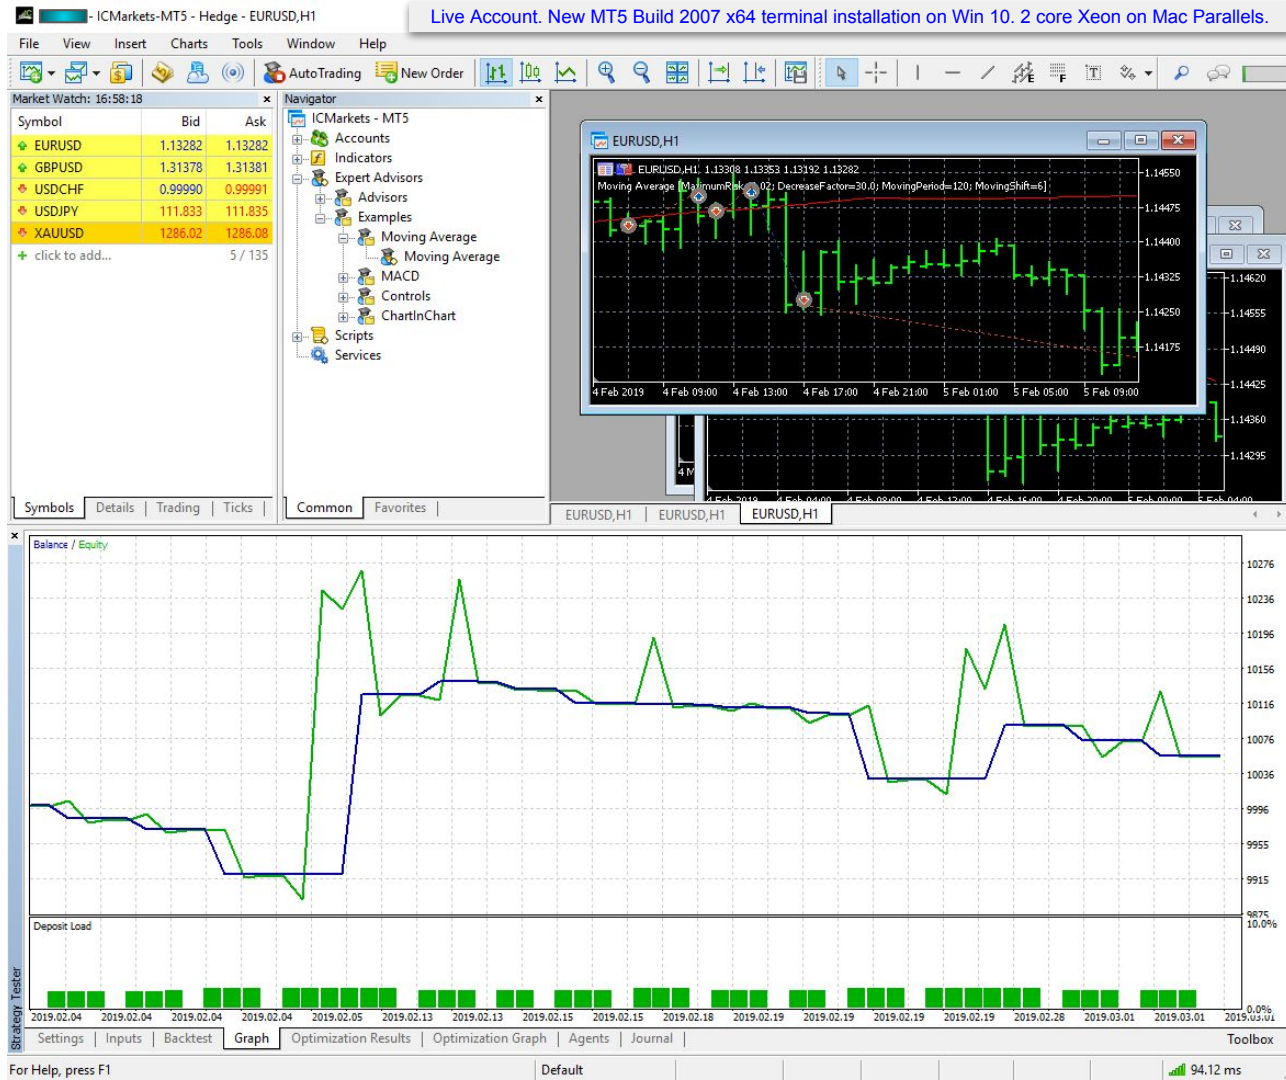 - ICMarkets-MT5 - Hedge - EURUSD,H1
Live Account. New MT5 Build 2007 x64 terminal installation on Win 10. 2 core Xeon on Mac Parallels.
File View Insert Charts Tools Window Help
AutoTrading New Order
Market Watch: 16:58:18
Symbol Bid Ask
EURUSD 1.13282 1.13282
GBPUSD 1.31378 1.31381
USDCHF 0.99990 0.99991
USDJPY 111.833 111.835
XAUUSD 1286.02 1286.08
+ click to add... 5 / 135
Symbols | Details | Trading | Ticks |
Navigator
ICMarkets - MT5
Accounts
Indicators
Expert Advisors
Advisors
Examples
Moving Average
Moving Average
MACD
Controls
ChartInChart
Scripts
Services
Common | Favorites |
EURUSD,H1
EURUSD,H1 1.13308 1.13353 1.13192 1.13282
1.14550
1.14475
1.14400
1.14325
1.14250
1.14175
4 Feb 2019 4 Feb 09:00 4 Feb 13:00 4 Feb 17:00 4 Feb 21:00 5 Feb 01:00 5 Feb 05:00 5 Feb 09:00
1.14620
1.14555
1.14490
1.14425
1.14360
1.14295
EURUSD,H1 | EURUSD,H1 | EURUSD,H1
Balance / Equity
10276
10236
10196
10156
10116
10076
10036
9996
9955
9915
9875
Deposit Load
10.0%
0.0%
2019.02.04 2019.02.04 2019.02.04 2019.02.04 2019.02.05 2019.02.13 2019.02.13 2019.02.15 2019.02.15 2019.02.18 2019.02.19 2019.02.19 2019.02.19 2019.02.19 2019.02.28 2019.03.01 2019.03.01 2019.03.01
Strategy Tester
Settings | Inputs | Backtest | Graph | Optimization Results | Optimization Graph | Agents | Journal |
Toolbox
For Help, press F1
Default
94.12 ms